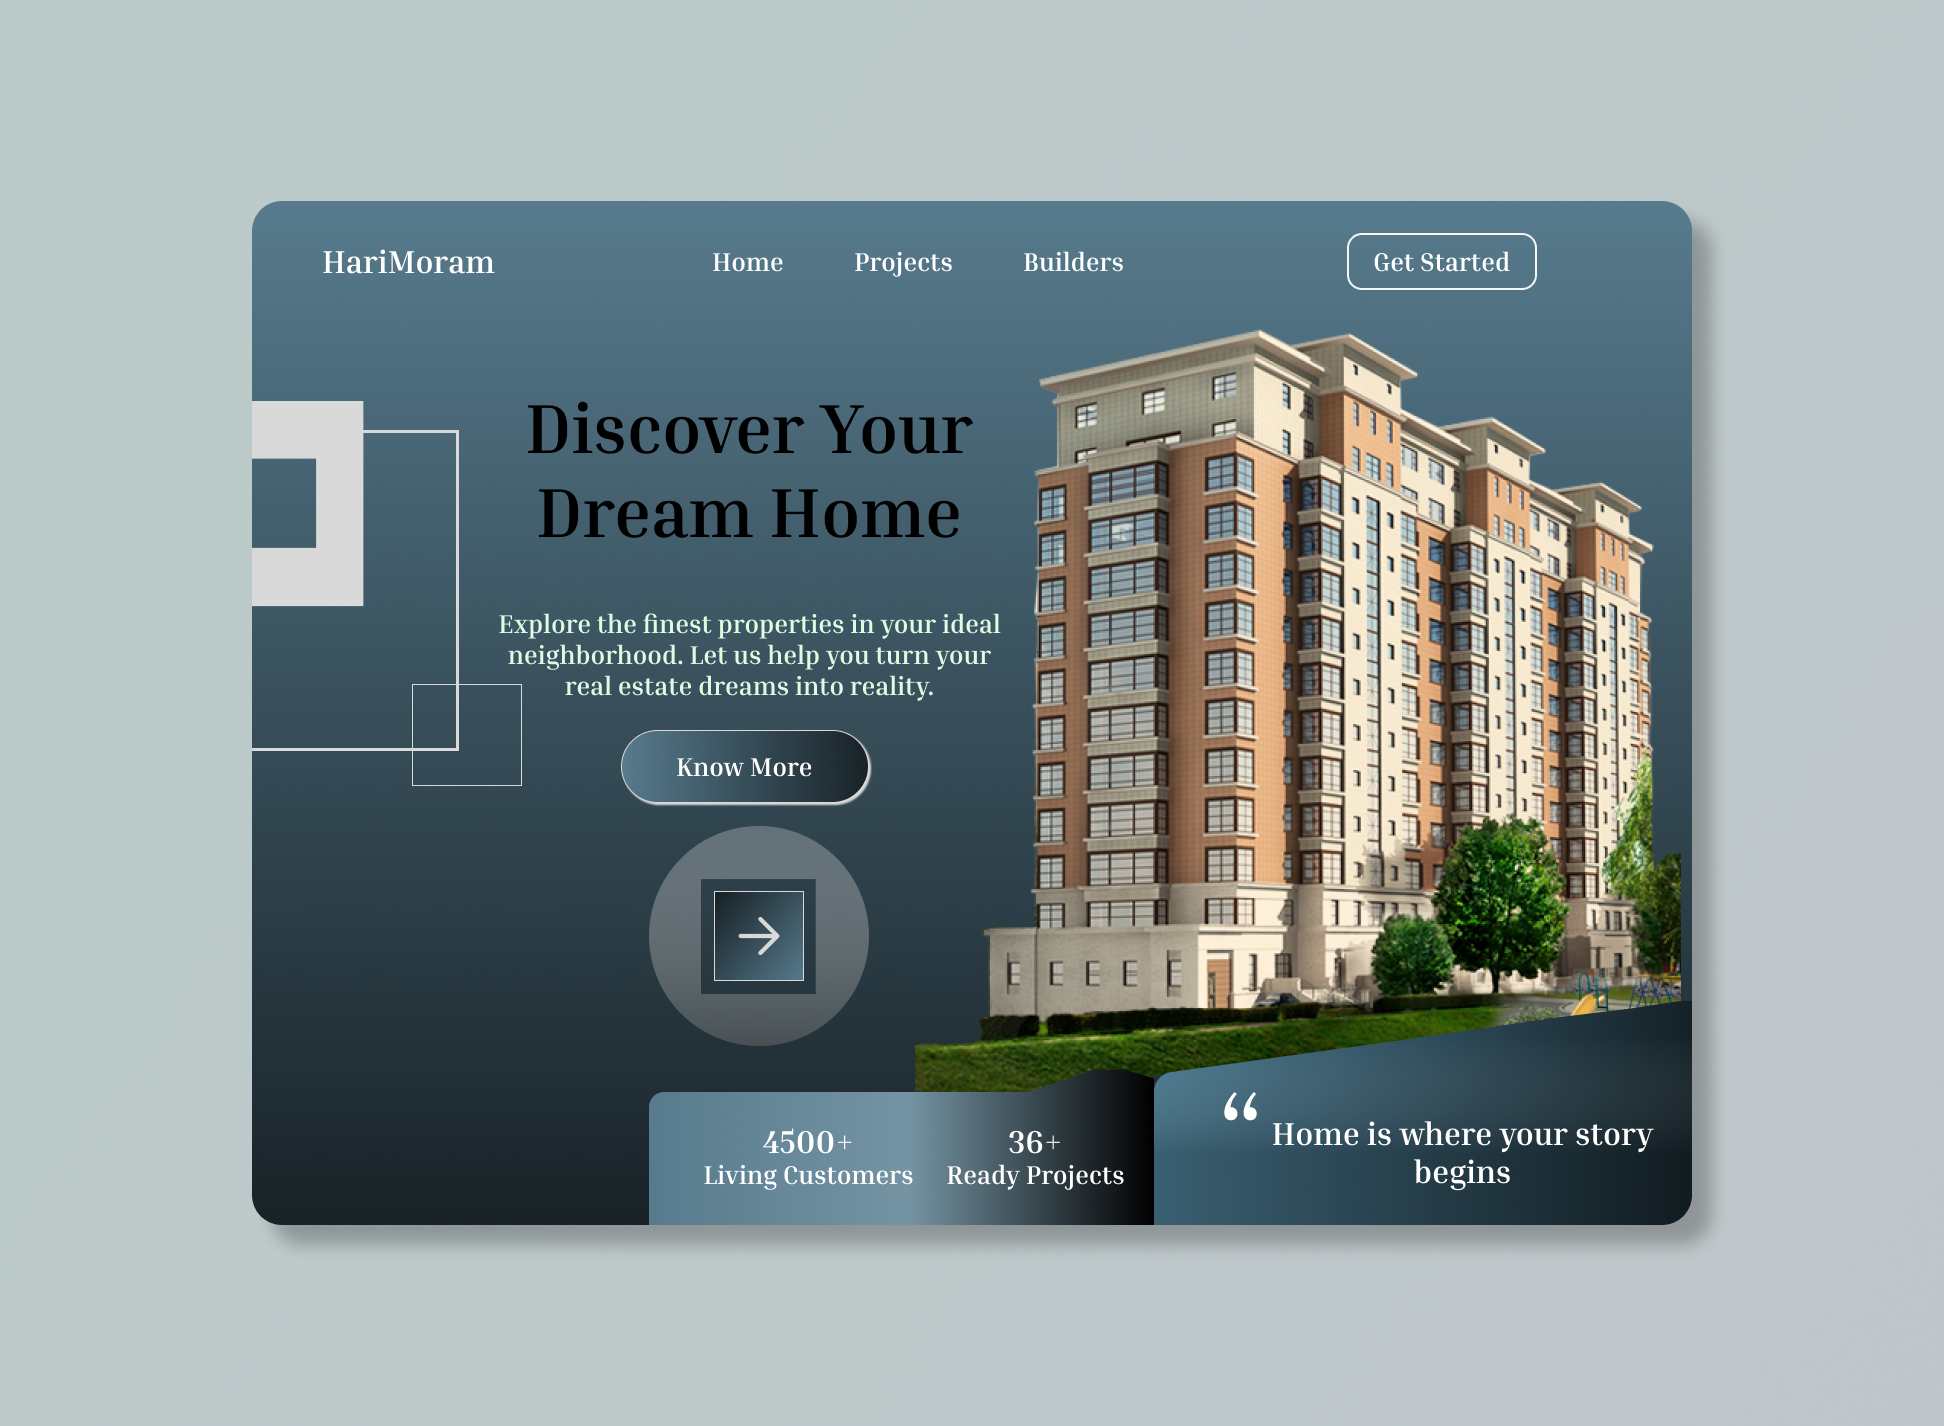 HariMoram
Home
Projects
Builders
Get Started
Discover Your
Dream Home
Explore the finest properties in your ideal
neighborhood. Let us help you turn your
real estate dreams into reality.
Know More
4500+
Living Customers
36+
Ready Projects
“
Home is where your story
begins